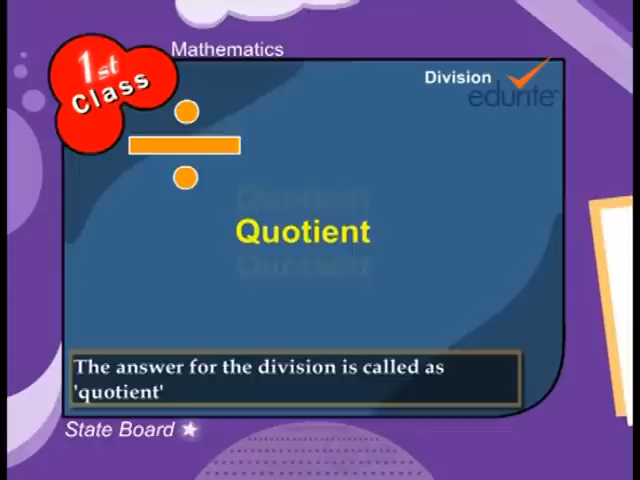 Mathematics
1st
Class
Division
edurite
Quotient
The answer for the division is called as
'quotient'
State Board